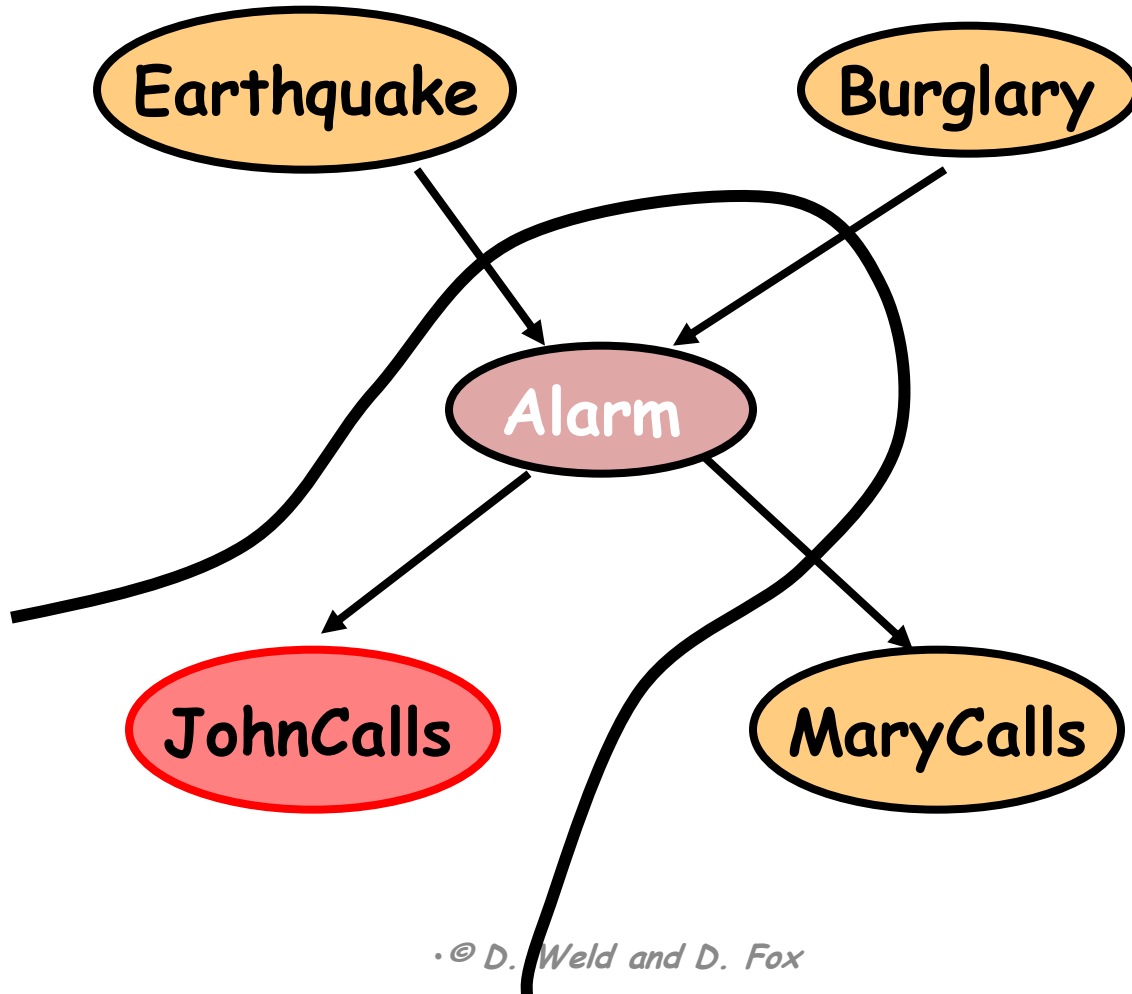 Earthquake
Burglary
Alarm
JohnCalls
MaryCalls
• © D. Weld and D. Fox